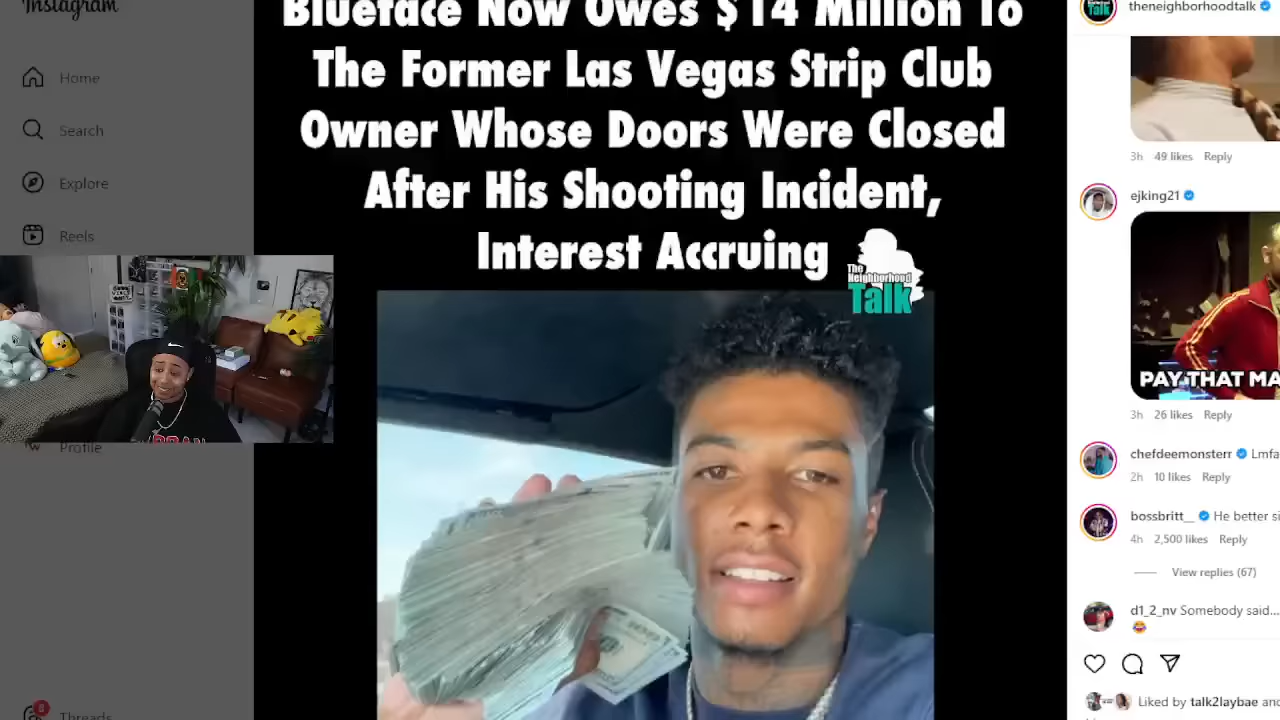 Instagram
Home
Search
Explore
Reels
Profile
8
Threads
Blueface Now Owes $14 Million To
The Former Las Vegas Strip Club
Owner Whose Doors Were Closed
After His Shooting Incident,
Interest Accruing
The
Neighborhood
Talk
theneighborhoodtalk
3h 49 likes Reply
ejking21
PAY THAT MA
3h 26 likes Reply
chefdeemonsterr Lmfa
2h 10 likes Reply
bossbritt__ He better si
4h 2,500 likes Reply
View replies (67)
d1_2_nv Somebody said...
😂
Liked by talk2laybae and